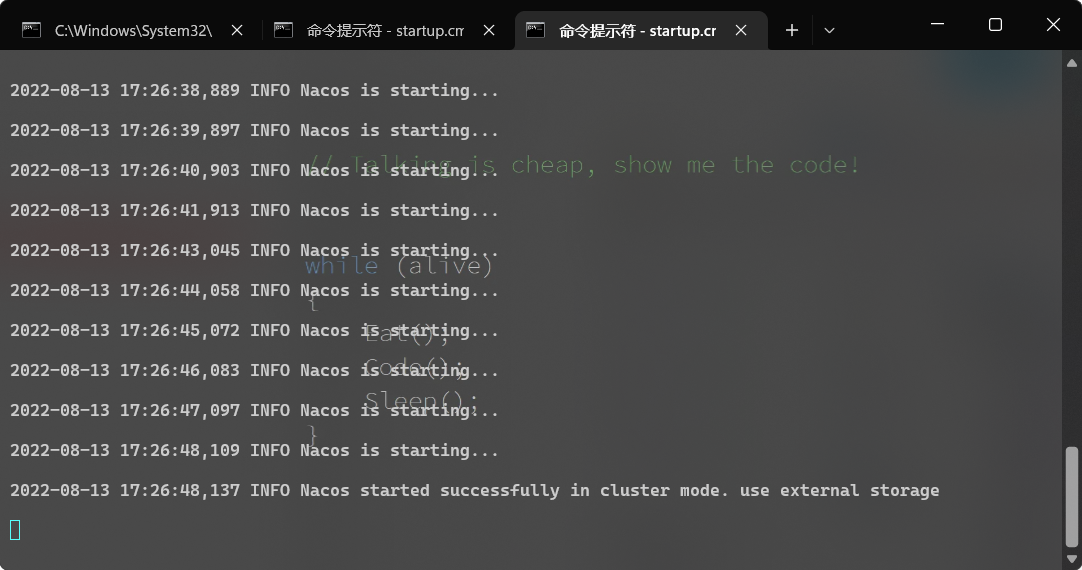 C:\Windows\System32\
命令提示符 - startup.cm
命令提示符 - startup.cr
2022-08-13 17:26:38,889 INFO Nacos is starting...
2022-08-13 17:26:39,897 INFO Nacos is starting...
// Talking is cheap, show me the code!
2022-08-13 17:26:40,903 INFO Nacos is starting...
2022-08-13 17:26:41,913 INFO Nacos is starting...
2022-08-13 17:26:43,045 INFO Nacos is starting...
while (alive)
2022-08-13 17:26:44,058 INFO Nacos is starting...
{
2022-08-13 17:26:45,072 INFO Nacos is starting...
Eat();
2022-08-13 17:26:46,083 INFO Nacos is starting...
Code();
Sleep();
2022-08-13 17:26:47,097 INFO Nacos is starting...
}
2022-08-13 17:26:48,109 INFO Nacos is starting...
2022-08-13 17:26:48,137 INFO Nacos started successfully in cluster mode. use external storage